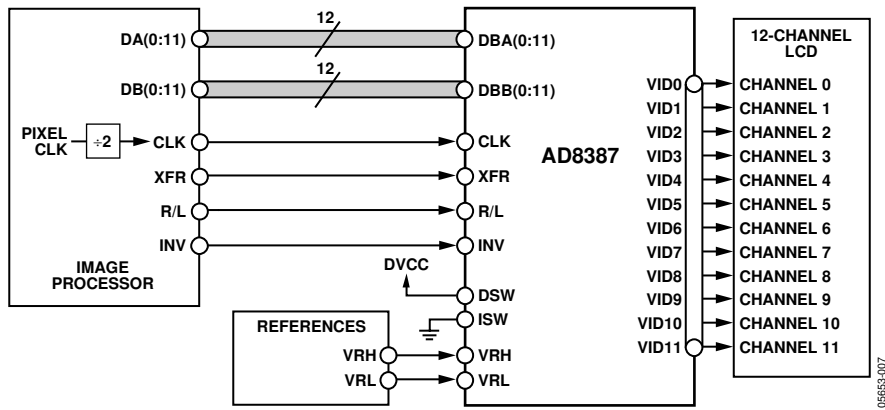 12
DA(0:11)
DBA(0:11)
12
DB(0:11)
DBB(0:11)
PIXEL
CLK
÷2
CLK
CLK
XFR
XFR
R/L
R/L
INV
INV
IMAGE
PROCESSOR
DVCC
DSW
ISW
REFERENCES
VRH
VRH
VRL
VRL
AD8387
VID0
VID1
VID2
VID3
VID4
VID5
VID6
VID7
VID8
VID9
VID10
VID11
12-CHANNEL
LCD
CHANNEL 0
CHANNEL 1
CHANNEL 2
CHANNEL 3
CHANNEL 4
CHANNEL 5
CHANNEL 6
CHANNEL 7
CHANNEL 8
CHANNEL 9
CHANNEL 10
CHANNEL 11
05653-007